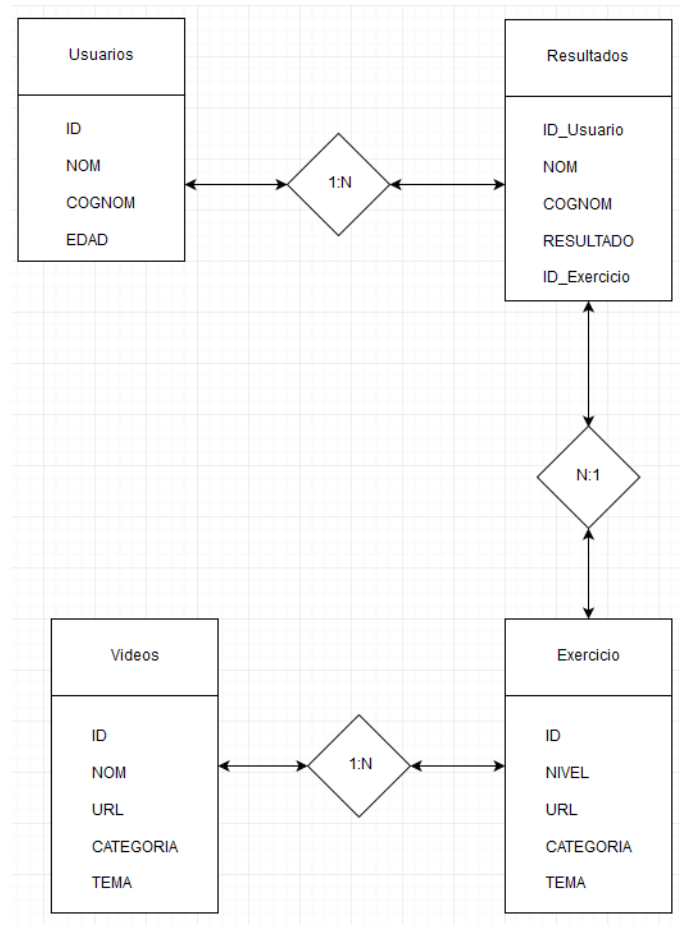 Usuarios
ID
NOM
COGNOM
EDAD
1:N
Resultados
ID_Usuario
NOM
COGNOM
RESULTADO
ID_Exercicio
N:1
Videos
ID
NOM
URL
CATEGORIA
TEMA
1:N
Exercicio
ID
NIVEL
URL
CATEGORIA
TEMA